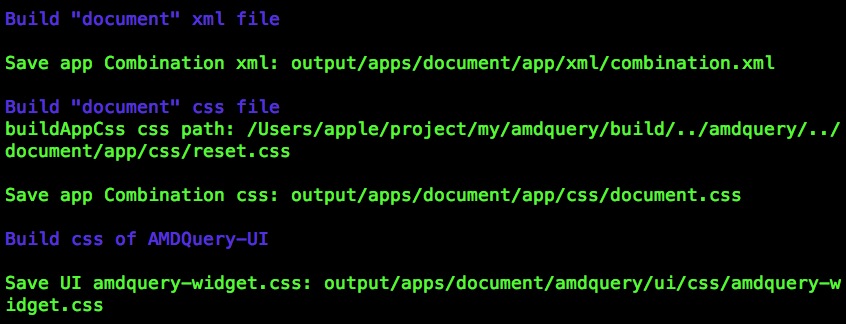 Build "document" xml file
Save app Combination xml: output/apps/document/app/xml/combination.xml
Build "document" css file
buildAppCss css path: /Users/apple/project/my/amdquery/build/../amdquery/../
document/app/css/reset.css
Save app Combination css: output/apps/document/app/css/document.css
Build css of AMDQuery-UI
Save UI amdquery-widget.css: output/apps/document/amdquery/ui/css/amdquery-w
idget.css